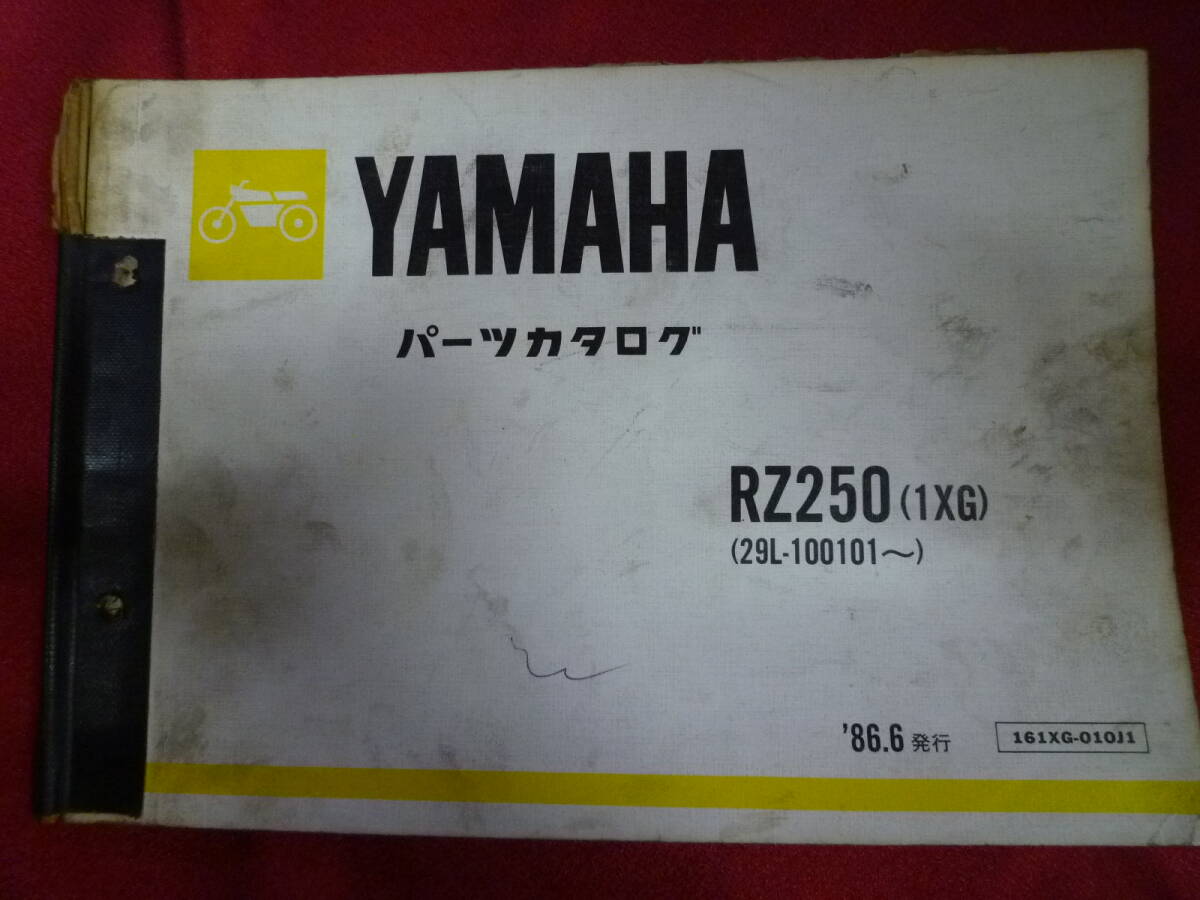 YAMAHA
パーツカタログ
RZ250 (1XG)
(29L-100101〜)
'86.6 発行
161XG-010J1